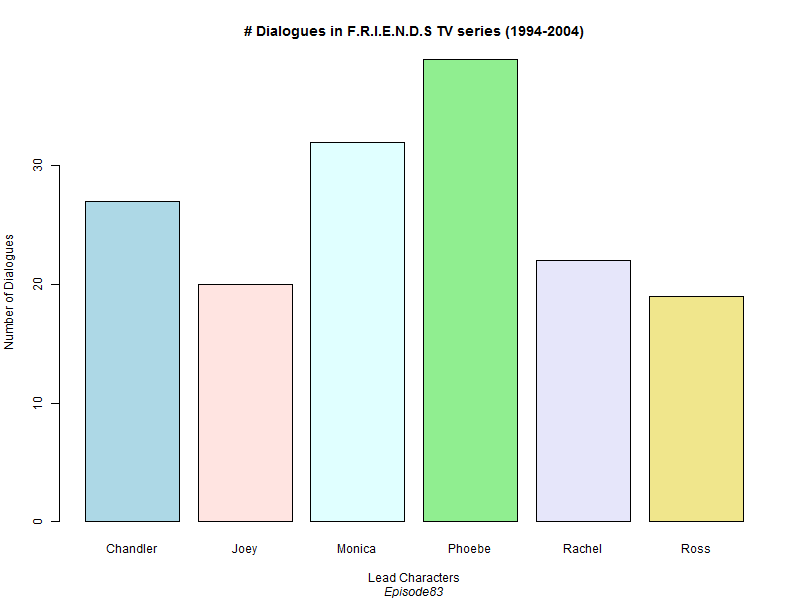 # Dialogues in F.R.I.E.N.D.S TV series (1994-2004)
Number of Dialogues
30
20
10
0
Chandler Joey Monica Phoebe Rachel Ross
Lead Characters
Episode83